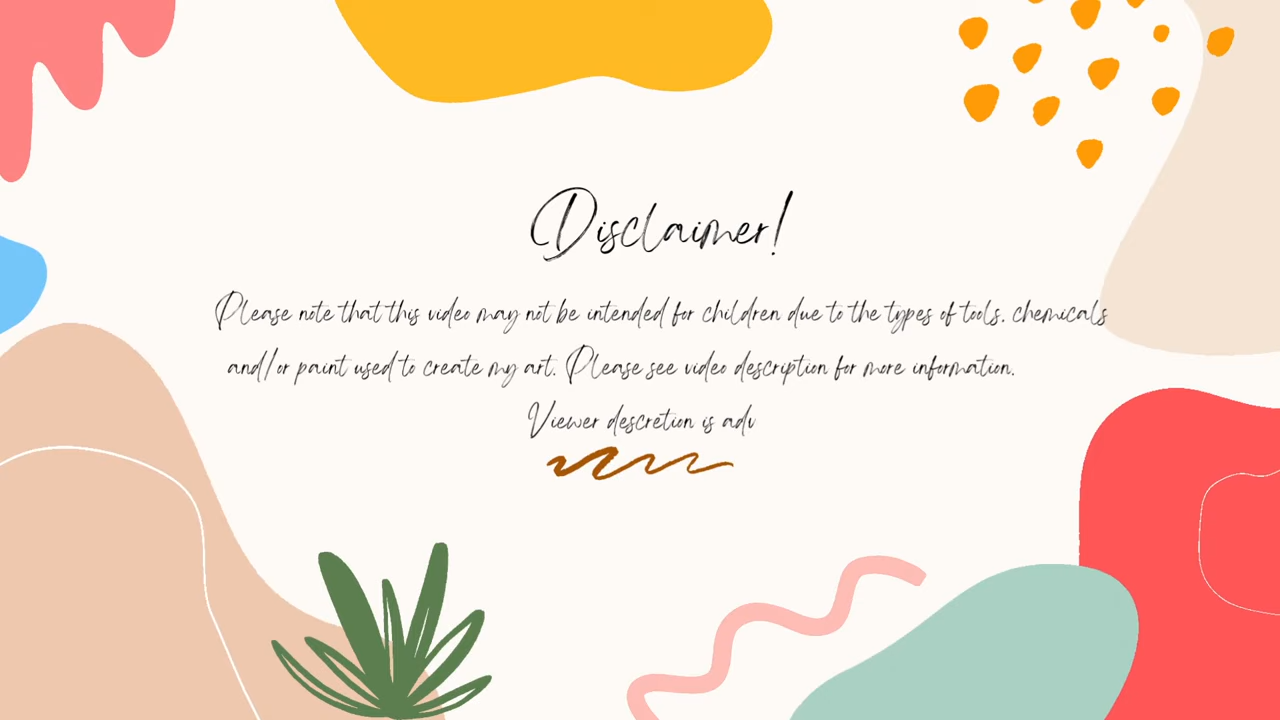 Disclaimer!
Please note that this video may not be intended for children due to the types of tools, chemicals
and/or paint used to create my art. Please see video description for more information.
Viewer descretion is adv